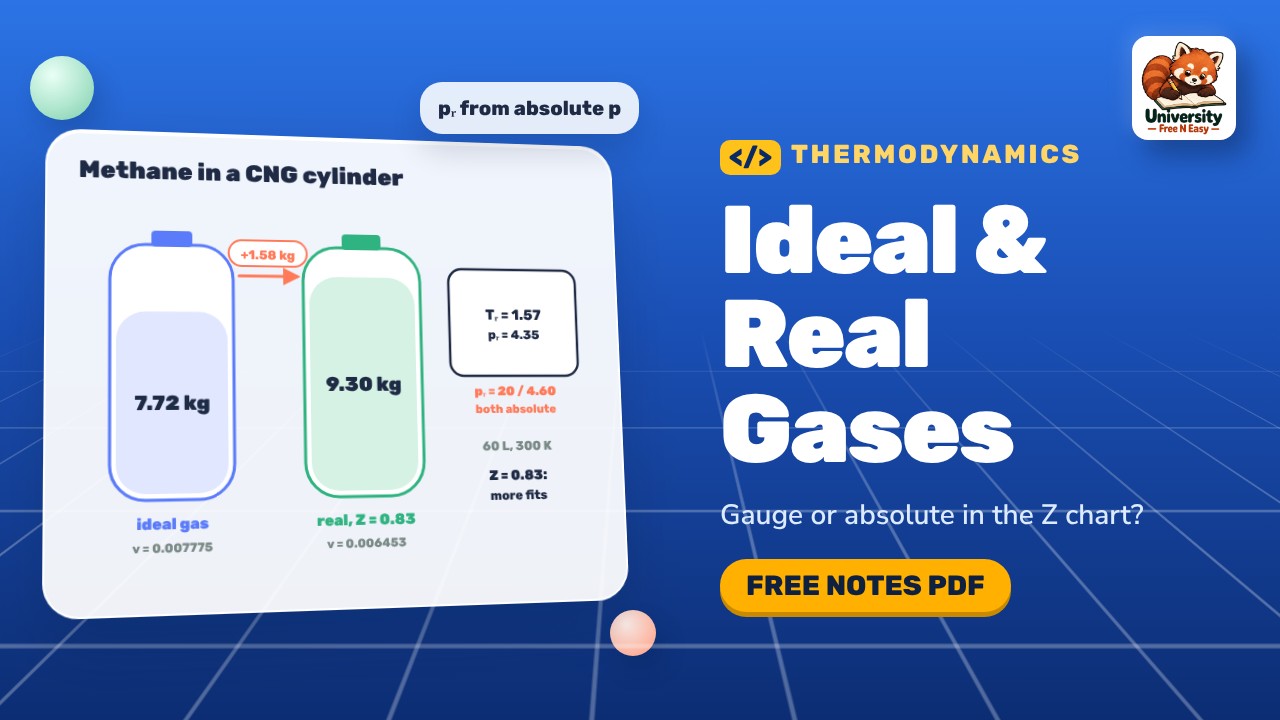 pᵣ from absolute p
Methane in a CNG cylinder
+1.58 kg
7.72 kg
9.30 kg
Tᵣ = 1.57
pᵣ = 4.35
pᵣ = 20 / 4.60
both absolute
60 L, 300 K
Z = 0.83:
more fits
ideal gas
v = 0.007775
real, Z = 0.83
v = 0.006453
University
Free N Easy
</> THERMODYNAMICS
Ideal &
Real
Gases
Gauge or absolute in the Z chart?
FREE NOTES PDF